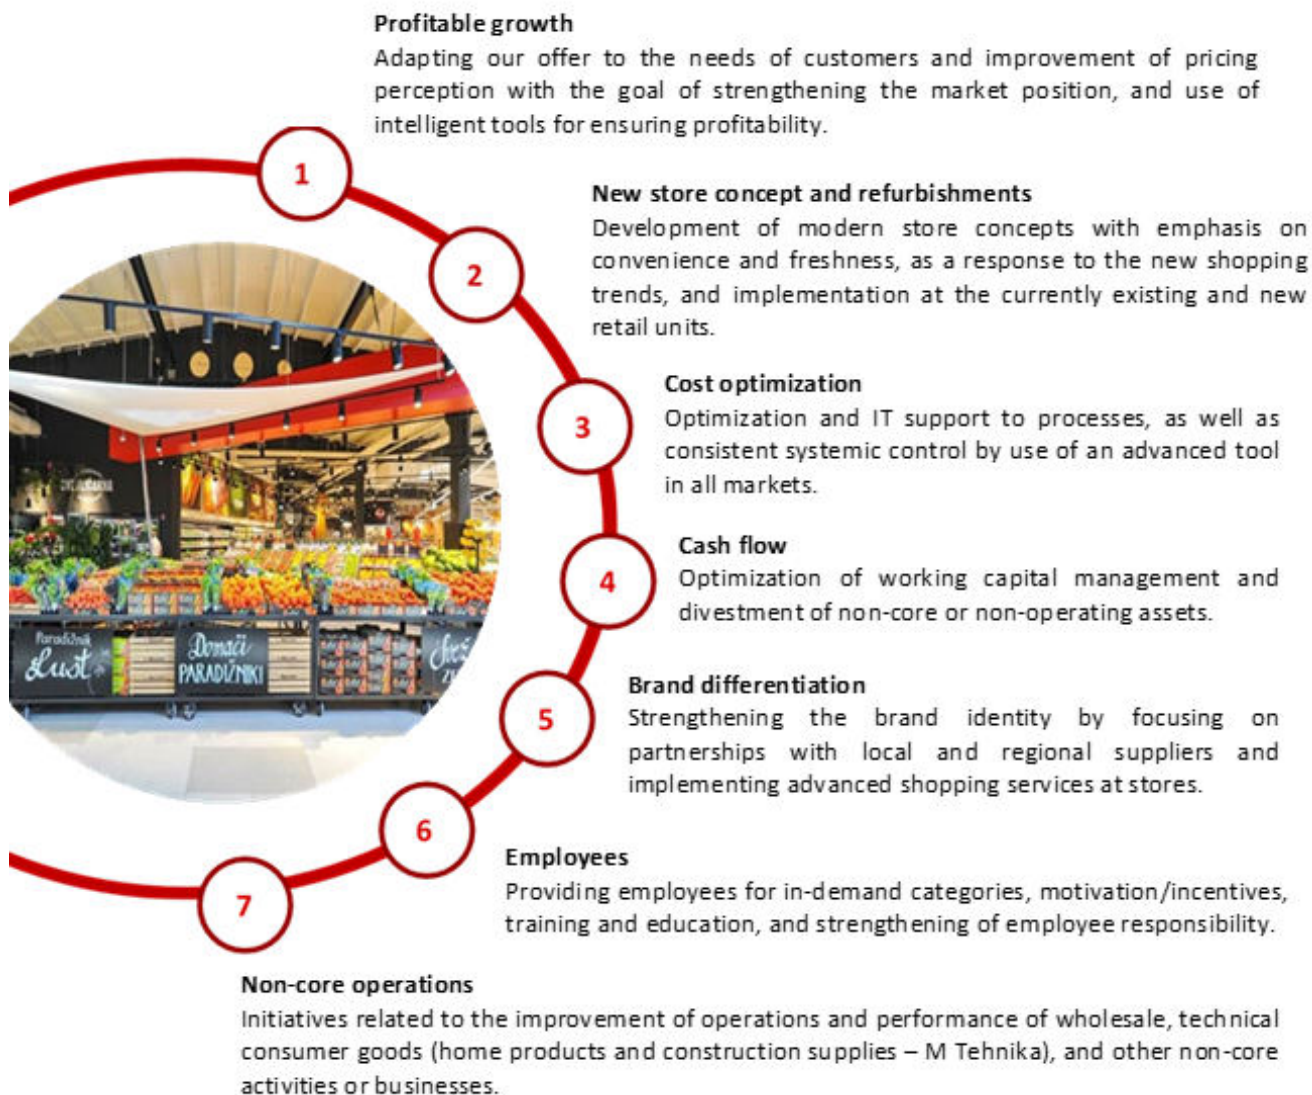 Profitable growth
Adapting our offer to the needs of customers and improvement of pricing
perception with the goal of strengthening the market position, and use of
intelligent tools for ensuring profitability.
1
New store concept and refurbishments
Development of modern store concepts with emphasis on
convenience and freshness, as a response to the new shopping
trends, and implementation at the currently existing and new
retail units.
2
Cost optimization
Optimization and IT support to processes, as well as
consistent systemic control by use of an advanced tool
in all markets.
3
Cash flow
Optimization of working capital management and
divestment of non-core or non-operating assets.
4
Paradižnik
šlust
Domači
PARADIŽNIKI
Brand differentiation
Strengthening the brand identity by focusing on
partnerships with local and regional suppliers and
implementing advanced shopping services at stores.
5
6
Employees
Providing employees for in-demand categories, motivation/incentives,
training and education, and strengthening of employee responsibility.
7
Non-core operations
Initiatives related to the improvement of operations and performance of wholesale, technical
consumer goods (home products and construction supplies – M Tehnika), and other non-core
activities or businesses.